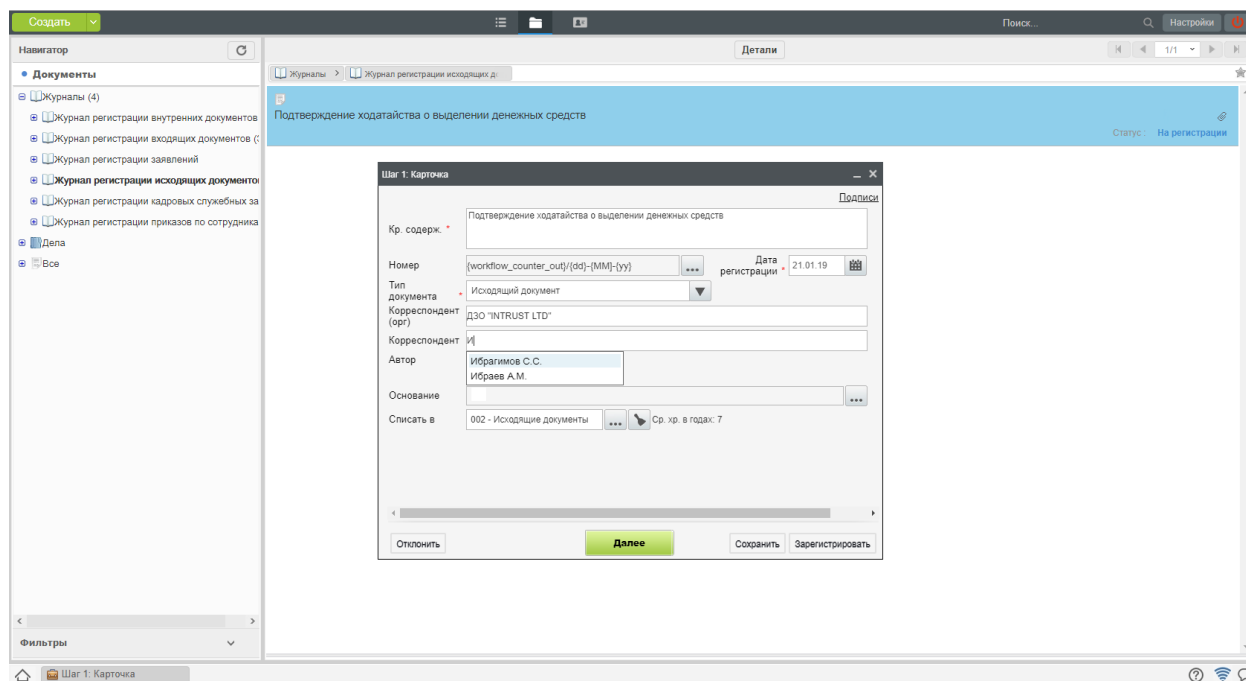 Создать
Поиск...
Настройки
Навигатор
Детали
1/1
Документы
Журналы
Журнал регистрации исходящих д
Журналы (4)
Журнал регистрации внутренних документов
Журнал регистрации входящих документов (
Журнал регистрации заявлений
Журнал регистрации исходящих документо
Журнал регистрации кадровых служебных за
Журнал регистрации приказов по сотрудника
Дела
Все
Подтверждение ходатайства о выделении денежных средств
Статус : На регистрации
Шаг 1: Карточка
Подписи
Кр. содерж. *
Подтверждение ходатайства о выделении денежных средств
Номер
{workflow_counter_out}/{dd}-{MM}-{yy}
...
Дата
регистрации *
21.01.19
Тип
документа *
Исходящий документ
Корреспондент
(орг)
ДЗО "INTRUST LTD"
Корреспондент
И
Автор
Ибрагимов С.С.
Ибраев А.М.
Основание
...
Списать в
002 - Исходящие документы
...
Ср. хр. в годах: 7
Отклонить
Далее
Сохранить
Зарегистрировать
Фильтры
Шаг 1: Карточка